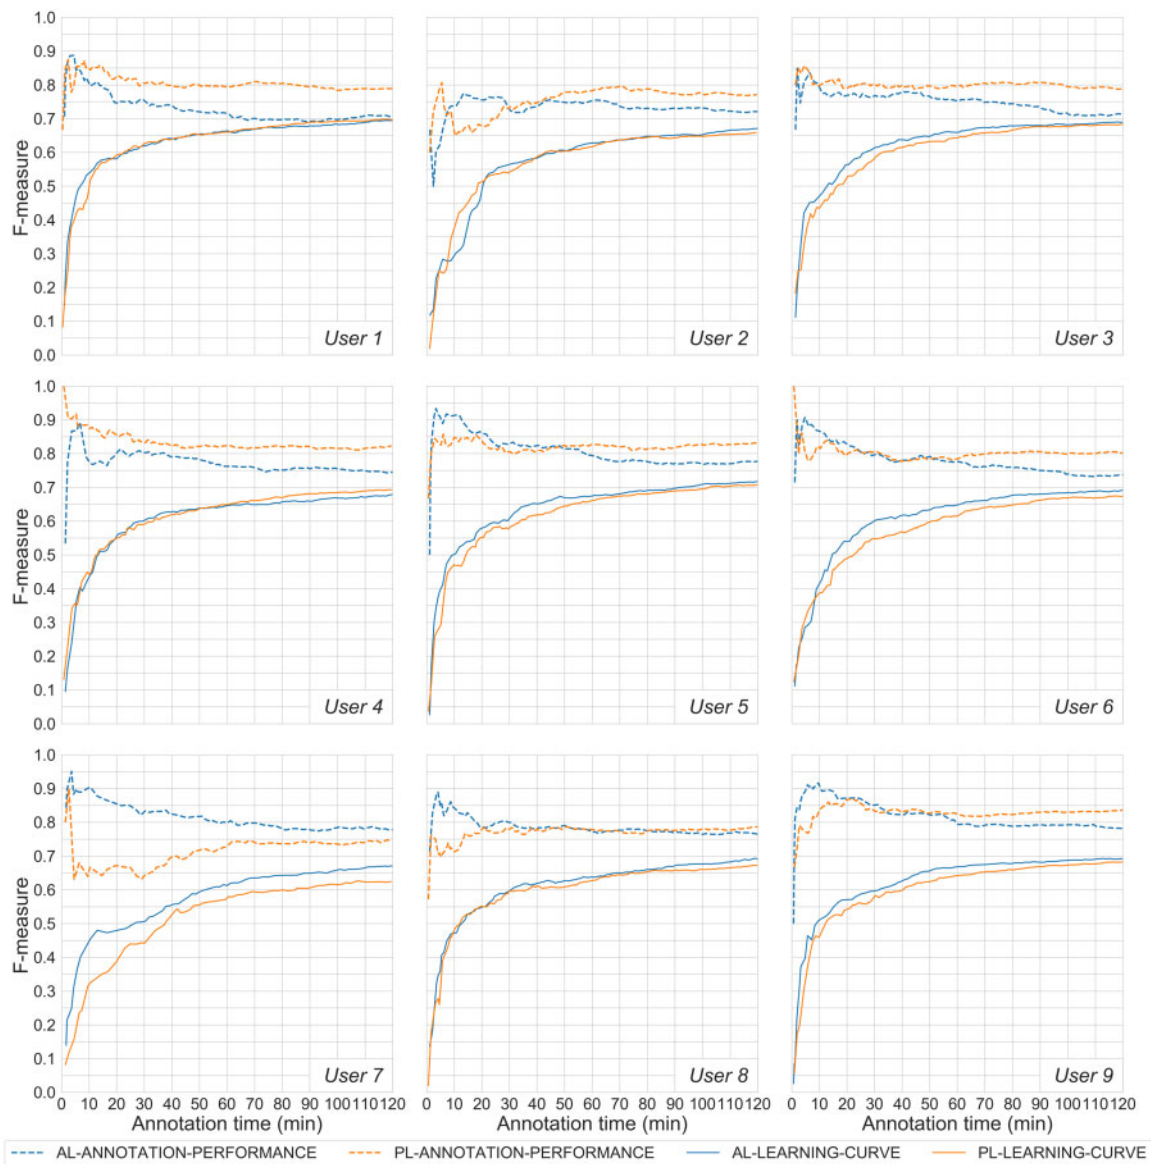 1.0
0.9
0.8
0.7
0.6
0.5
0.4
0.3
0.2
0.1
0.0
F-measure
User 1
User 2
User 3
1.0
0.9
0.8
0.7
0.6
0.5
0.4
0.3
0.2
0.1
0.0
F-measure
User 4
User 5
User 6
1.0
0.9
0.8
0.7
0.6
0.5
0.4
0.3
0.2
0.1
0.0
F-measure
User 7
User 8
User 9
0 10 20 30 40 50 60 70 80 90 100 110 120
0 10 20 30 40 50 60 70 80 90 100 110 120
0 10 20 30 40 50 60 70 80 90 100 110 120
Annotation time (min)
Annotation time (min)
Annotation time (min)
AL-ANNOTATION-PERFORMANCE PL-ANNOTATION-PERFORMANCE AL-LEARNING-CURVE PL-LEARNING-CURVE